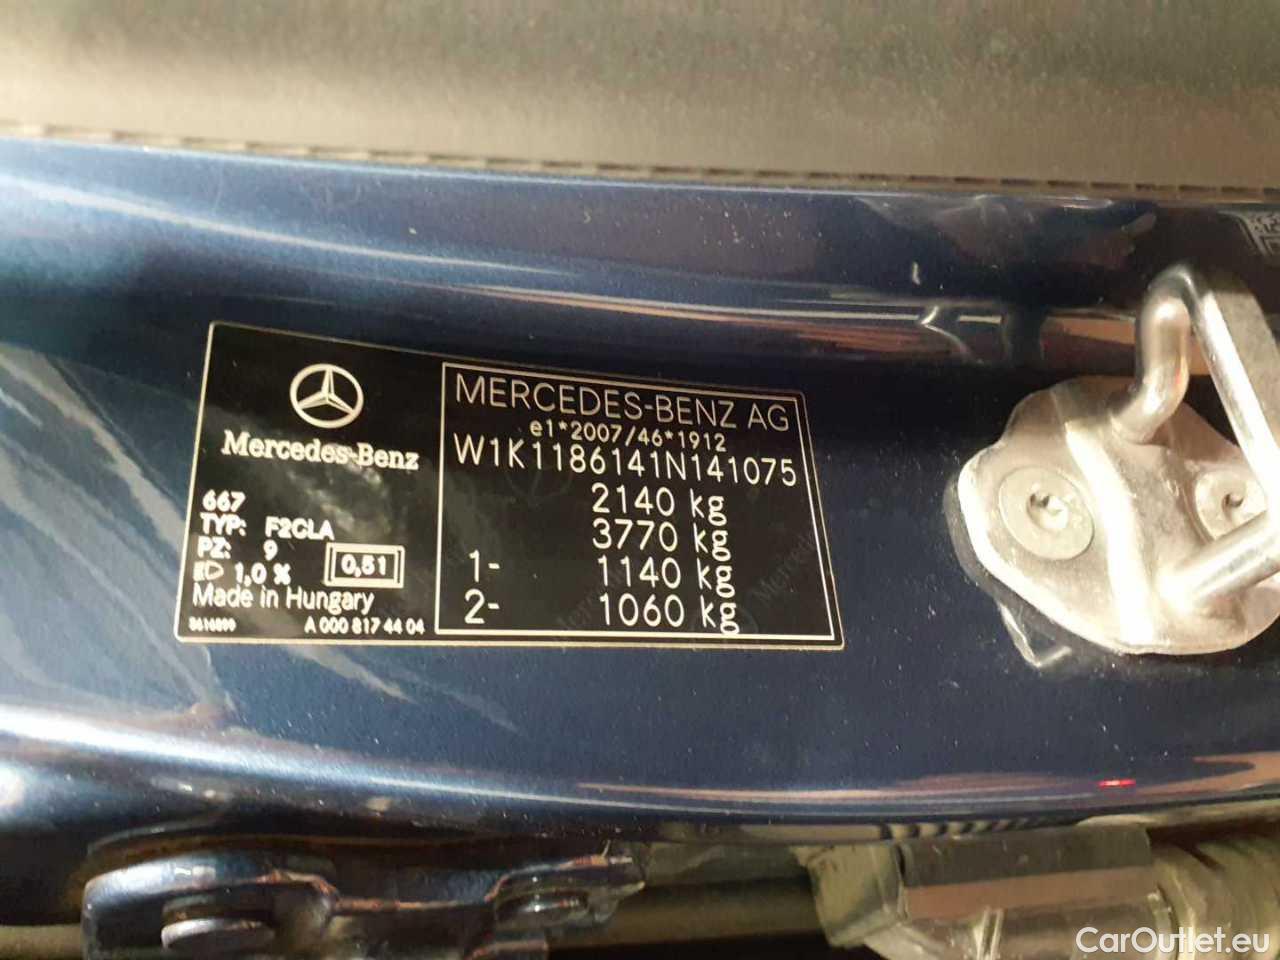 Mercedes-Benz
667
TYP: F2CLA
PZ: 9
1,0 %
0,51
Made in Hungary
A 000 817 44 04
MERCEDES-BENZ AG
e1*2007/46*1912
W1K1186141N141075
2140 kg
3770 kg
1- 1140 kg
2- 1060 kg
CarOutlet.eu